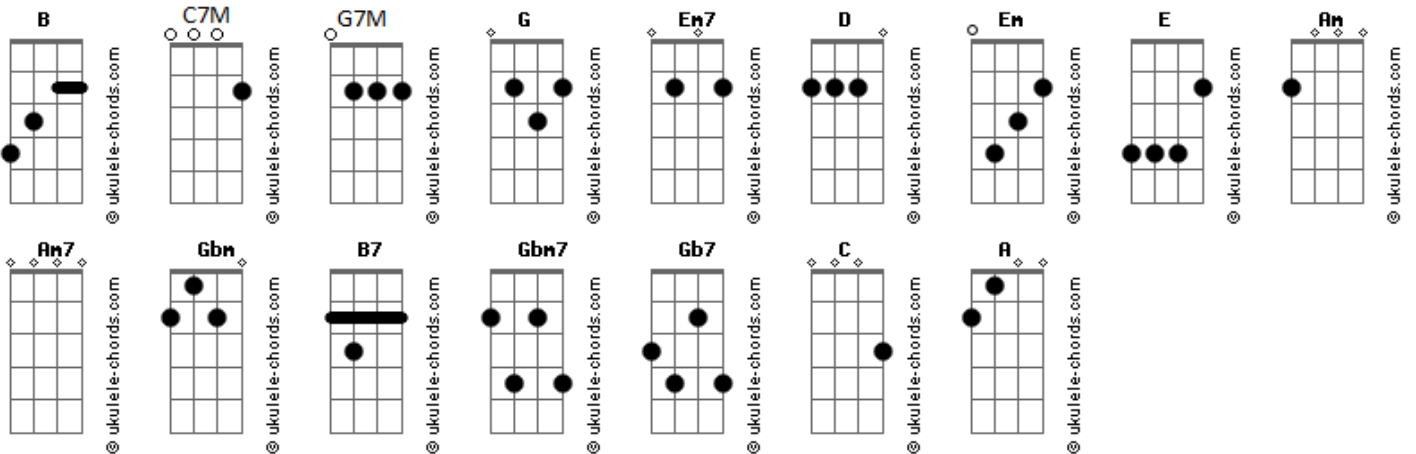 B C7M G7M G Em7 D Em E Am
© ukulele-chords.com © ukulele-chords.com © ukulele-chords.com © ukulele-chords.com © ukulele-chords.com © ukulele-chords.com © ukulele-chords.com © ukulele-chords.com © ukulele-chords.com
Am7 Gbm B7 Gbm7 Gb7 C A
© ukulele-chords.com © ukulele-chords.com © ukulele-chords.com © ukulele-chords.com © ukulele-chords.com © ukulele-chords.com © ukulele-chords.com